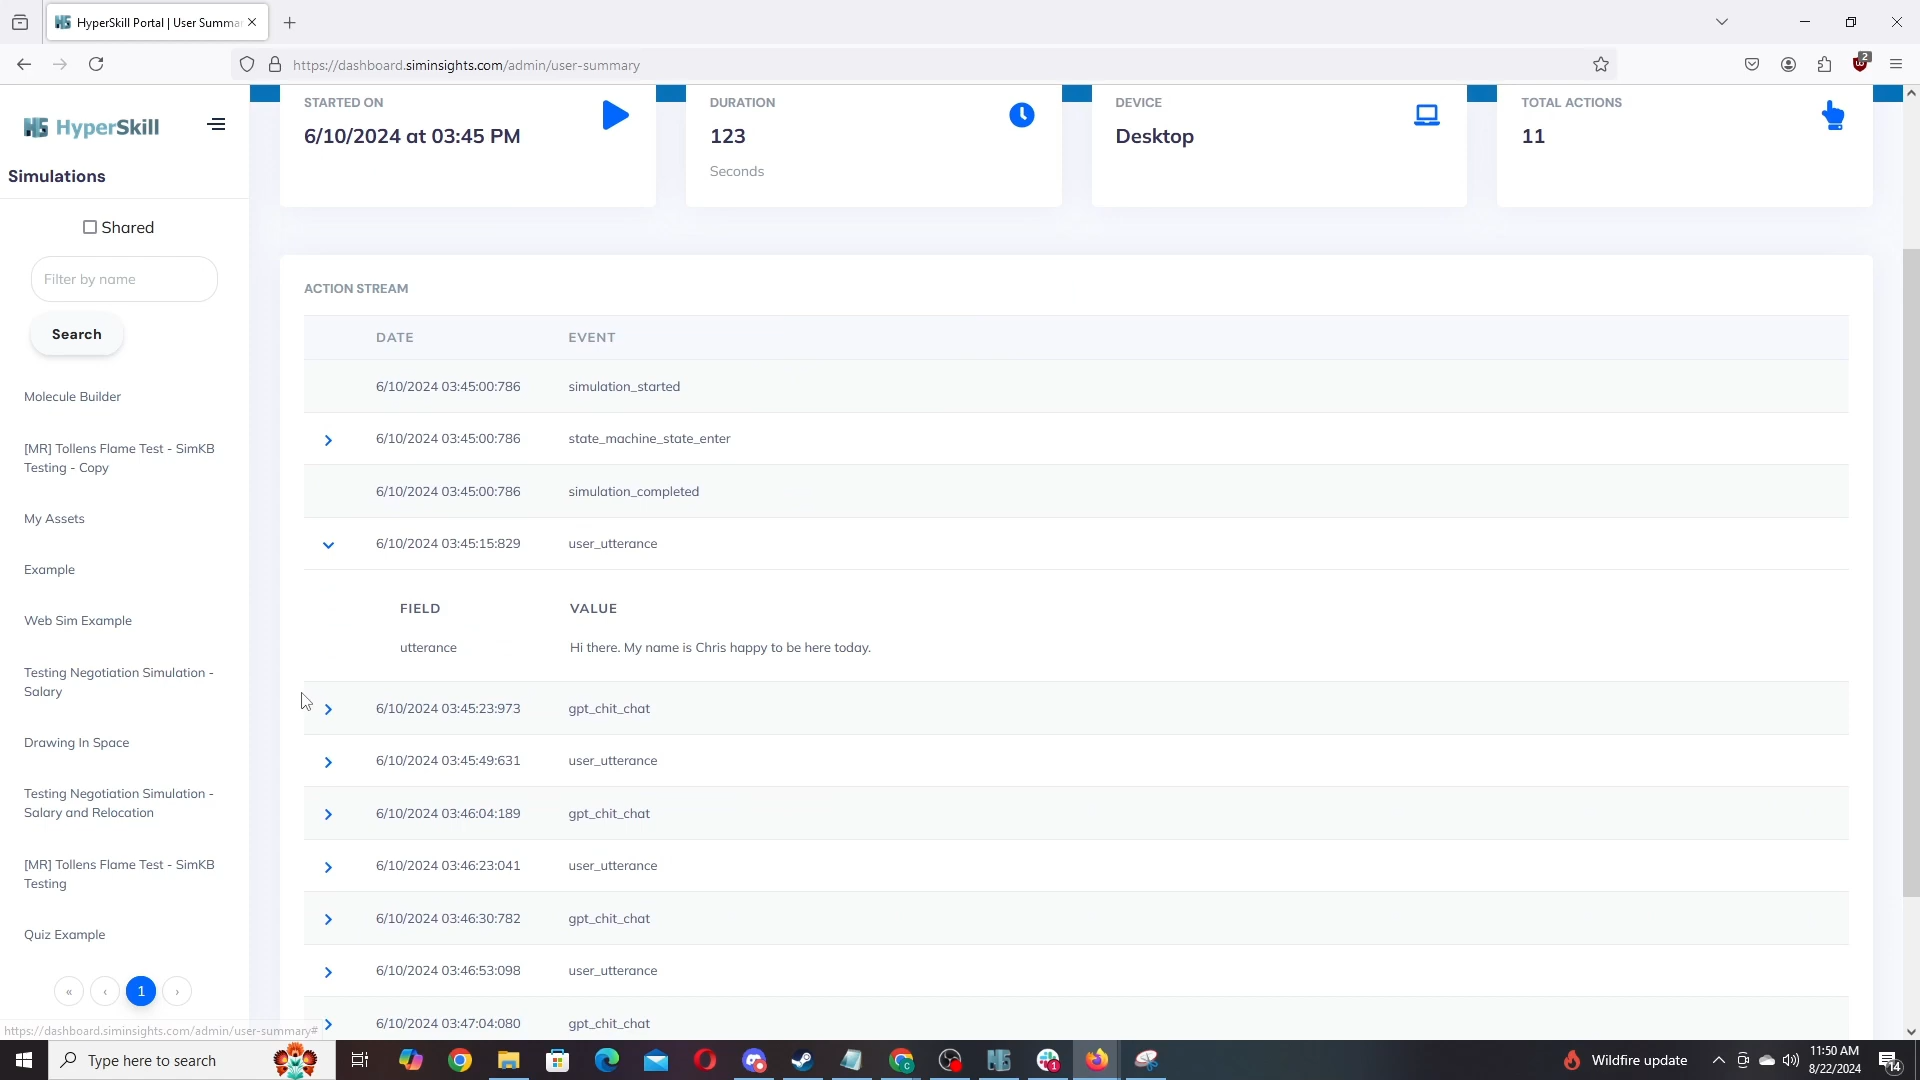 HyperSkill Portal | User Summa
https://dashboard.siminsights.com/admin/user-summary
2
HyperSkill
Simulations
Shared
Filter by name
Search
Molecule Builder
[MR] Tollens Flame Test - SimKB
Testing - Copy
My Assets
Example
Web Sim Example
Testing Negotiation Simulation -
Salary
Drawing In Space
Testing Negotiation Simulation -
Salary and Relocation
[MR] Tollens Flame Test - SimKB
Testing
Quiz Example
« ‹ 1 ›
https://dashboard.siminsights.com/admin/user-summary#
STARTED ON
6/10/2024 at 03:45 PM
DURATION
123
Seconds
DEVICE
Desktop
TOTAL ACTIONS
11
ACTION STREAM
DATE EVENT
6/10/2024 03:45:00:786 simulation_started
6/10/2024 03:45:00:786 state_machine_state_enter
6/10/2024 03:45:00:786 simulation_completed
6/10/2024 03:45:15:829 user_utterance
FIELD VALUE
utterance Hi there. My name is Chris happy to be here today.
6/10/2024 03:45:23:973 gpt_chit_chat
6/10/2024 03:45:49:631 user_utterance
6/10/2024 03:46:04:189 gpt_chit_chat
6/10/2024 03:46:23:041 user_utterance
6/10/2024 03:46:30:782 gpt_chit_chat
6/10/2024 03:46:53:098 user_utterance
6/10/2024 03:47:04:080 gpt_chit_chat
Type here to search
1
Wildfire update
11:50 AM
8/22/2024
14